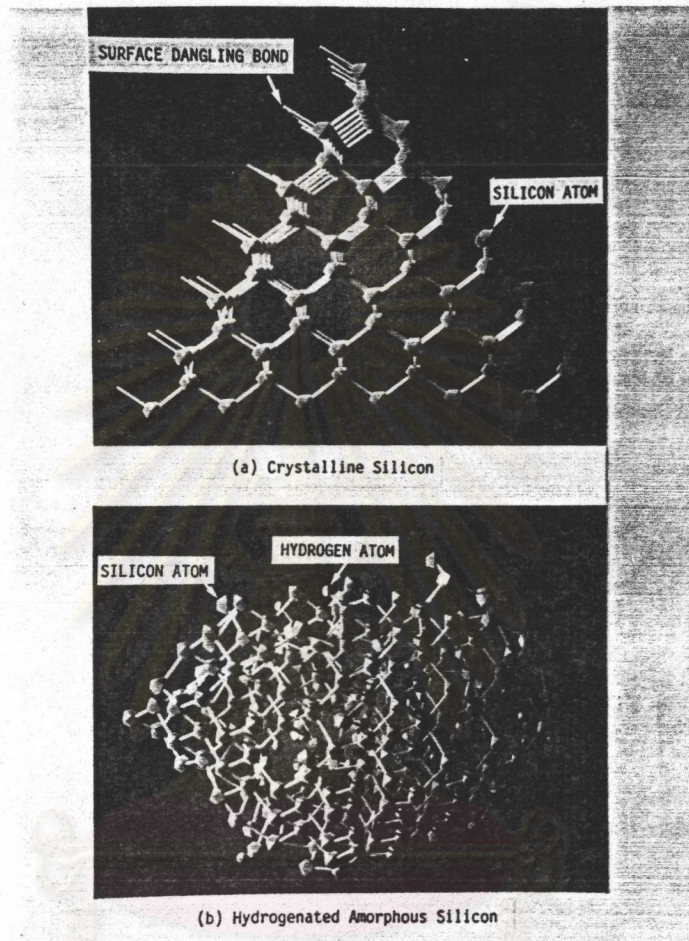 SURFACE DANGLING BOND
SILICON ATOM
(a) Crystalline Silicon
HYDROGEN ATOM
SILICON ATOM
(b) Hydrogenated Amorphous Silicon